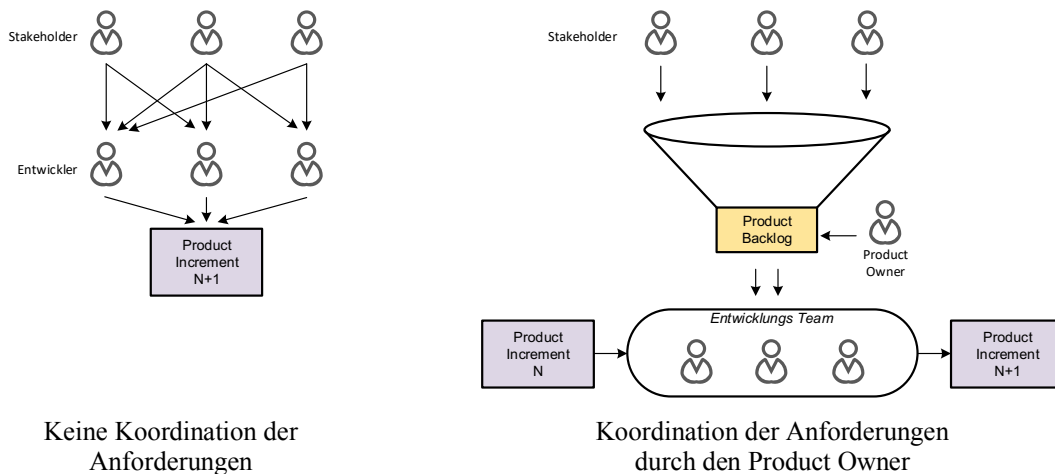 Stakeholder
Entwickler
Product
Increment
N+1
Keine Koordination der
Anforderungen
Stakeholder
Product
Backlog
Product
Owner
Entwicklungs Team
Product
Increment
N
Product
Increment
N+1
Koordination der Anforderungen
durch den Product Owner